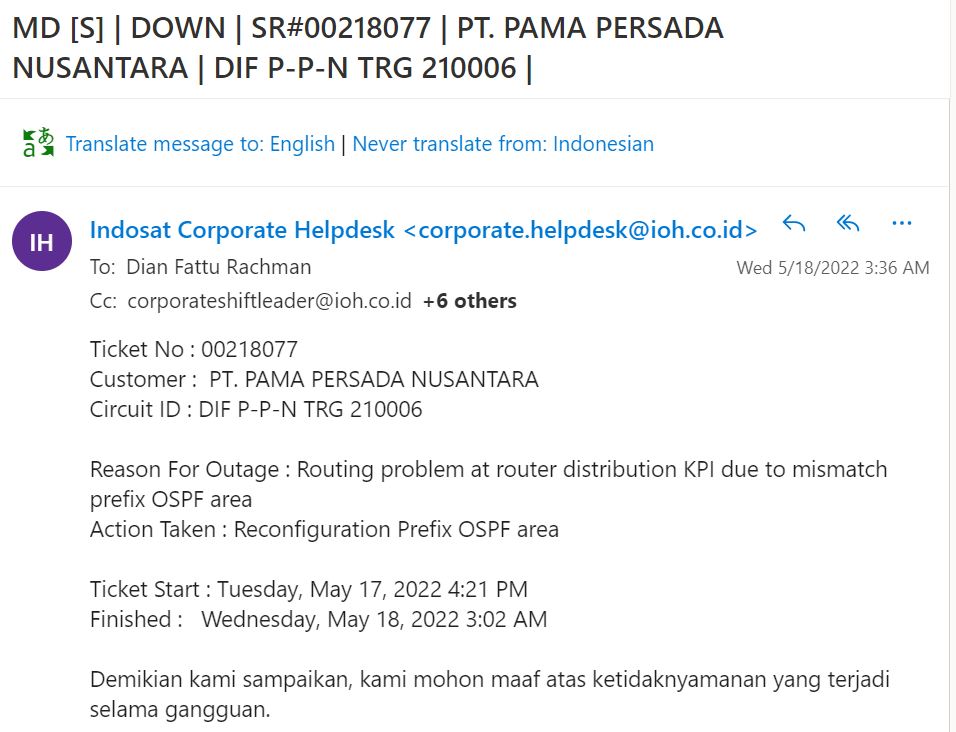 MD [S] | DOWN | SR#00218077 | PT. PAMA PERSADA
NUSANTARA | DIF P-P-N TRG 210006 |
Translate message to: English | Never translate from: Indonesian
IH
Indosat Corporate Helpdesk <corporate.helpdesk@ioh.co.id>
To: Dian Fattu Rachman
Wed 5/18/2022 3:36 AM
Cc: corporateshiftleader@ioh.co.id +6 others
Ticket No : 00218077
Customer :  PT. PAMA PERSADA NUSANTARA
Circuit ID : DIF P-P-N TRG 210006
Reason For Outage : Routing problem at router distribution KPI due to mismatch
prefix OSPF area
Action Taken : Reconfiguration Prefix OSPF area
Ticket Start : Tuesday, May 17, 2022 4:21 PM
Finished :   Wednesday, May 18, 2022 3:02 AM
Demikian kami sampaikan, kami mohon maaf atas ketidaknyamanan yang terjadi
selama gangguan.